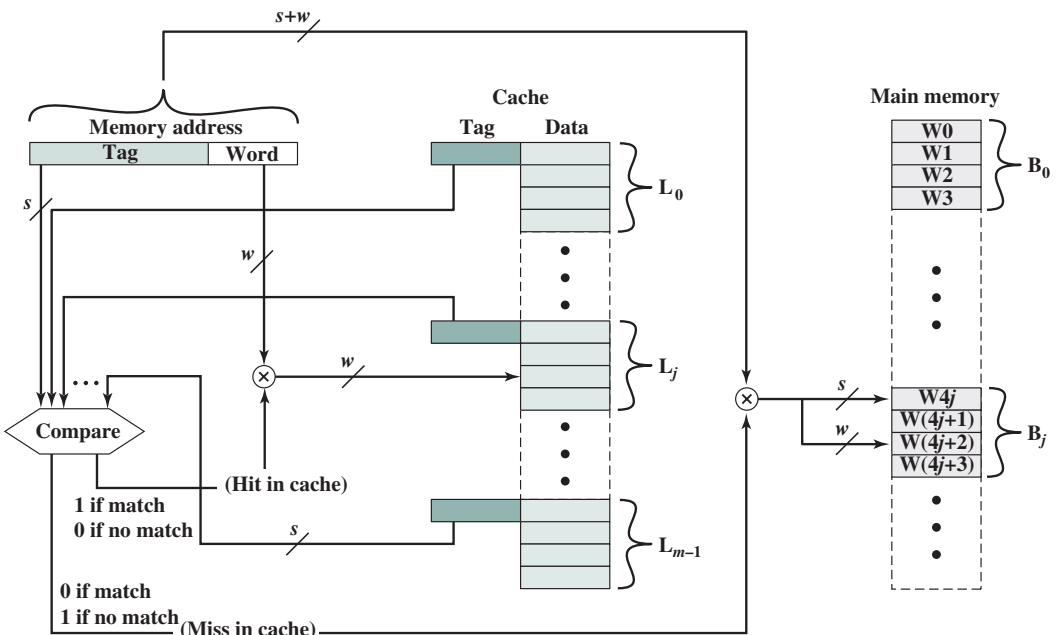 s+w
Cache
Main memory
Memory address
Tag Data
W0
Tag Word
W1
B0
W2
L0
s
W3
w
• • •
• • •
Lj
w
• • •
s
W4j
Compare
W(4j+1)
w
W(4j+2)
Bj
W(4j+3)
• • •
(Hit in cache)
1 if match
0 if no match
s
Lm–1
• • •
0 if match
1 if no match
(Miss in cache)